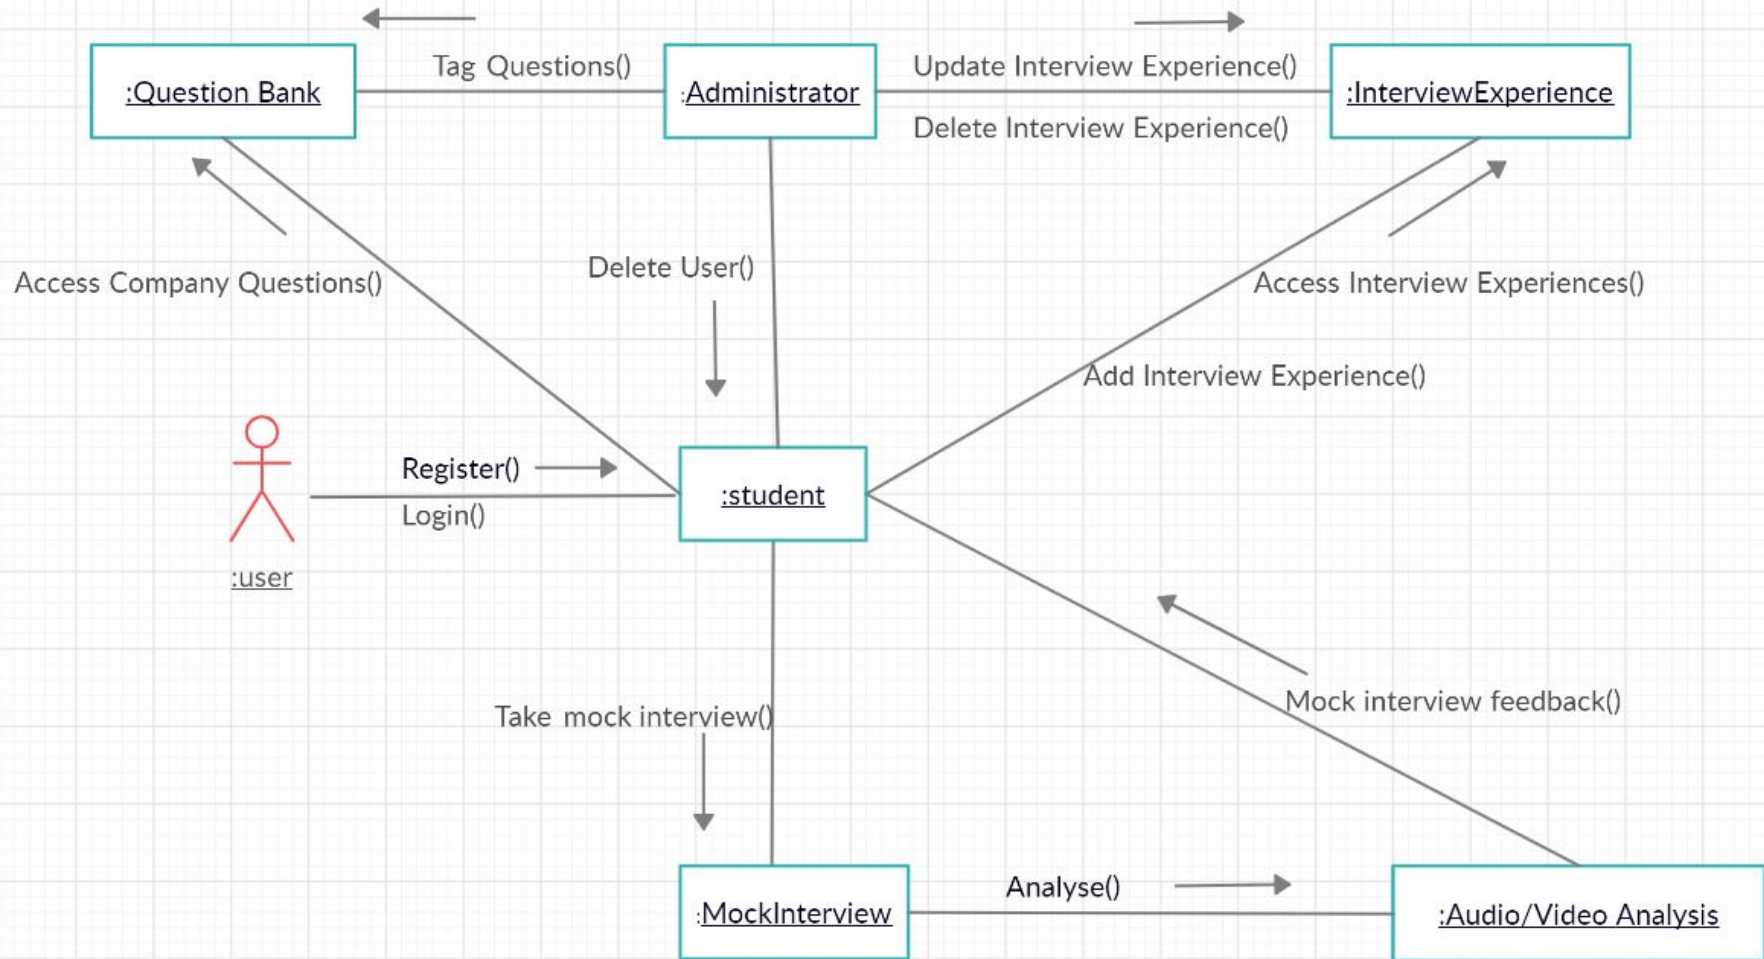 Tag Questions()
Update Interview Experience()
:Question Bank
:Administrator
:InterviewExperience
Delete Interview Experience()
Delete User()
Access Company Questions()
Access Interview Experiences()
Add Interview Experience()
Register()
:student
Login()
:user
Mock interview feedback()
Take mock interview()
Analyse()
:MockInterview
:Audio/Video Analysis